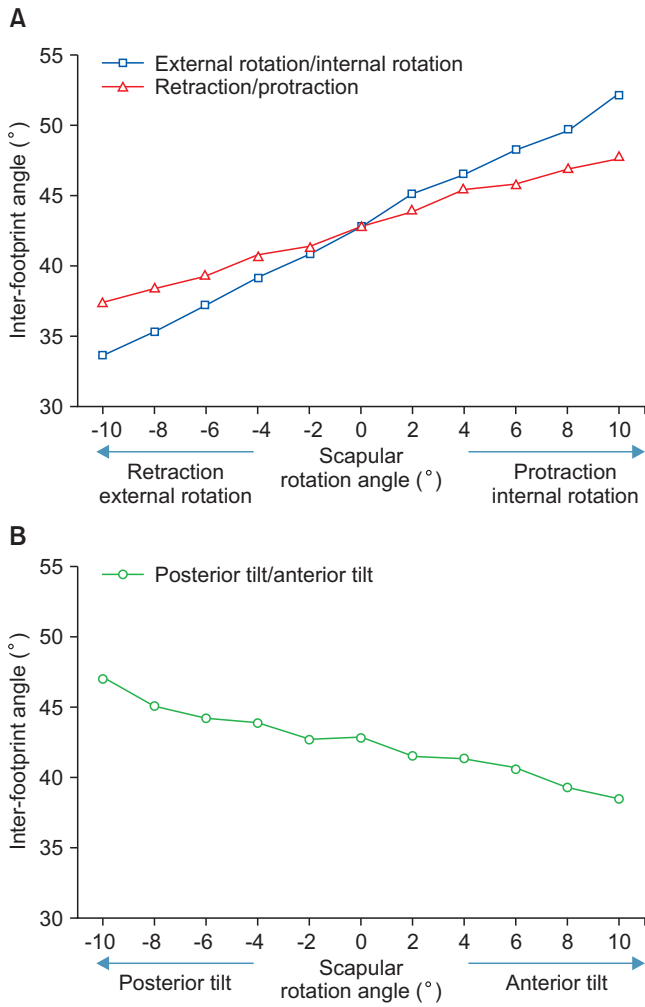 A
55
50
45
40
35
30
Inter-footprint angle (°)
External rotation/internal rotation
Retraction/protraction
-10 -8 -6 -4 -2 0 2 4 6 8 10
Scapular
rotation angle (°)
Retraction
external rotation
Protraction
internal rotation
B
55
50
45
40
35
30
Inter-footprint angle (°)
Posterior tilt/anterior tilt
-10 -8 -6 -4 -2 0 2 4 6 8 10
Posterior tilt
Scapular
rotation angle (°)
Anterior tilt